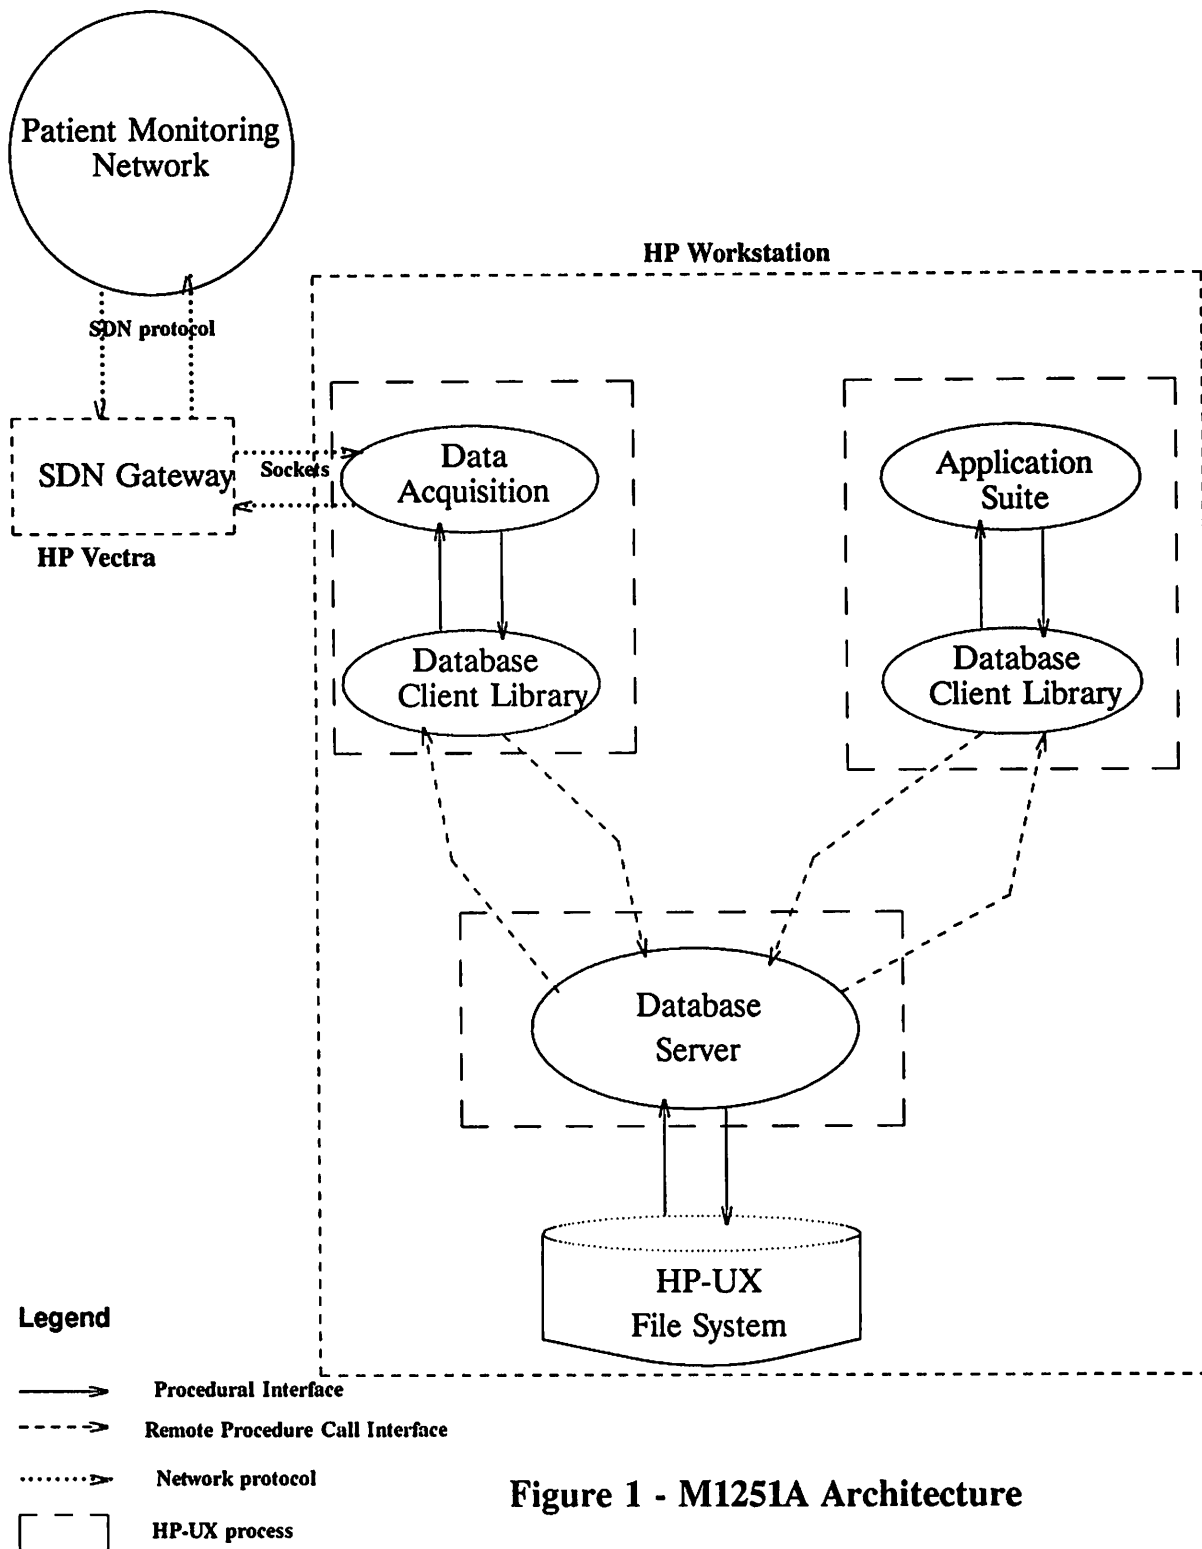 Patient Monitoring
Network
HP Workstation
SDN protocol
SDN Gateway
Sockets
HP Vectra
Data
Acquisition
Database
Client Library
Application
Suite
Database
Client Library
Database
Server
HP-UX
File System
Legend
Procedural Interface
Remote Procedure Call Interface
Network protocol
HP-UX process
Figure 1 - M1251A Architecture